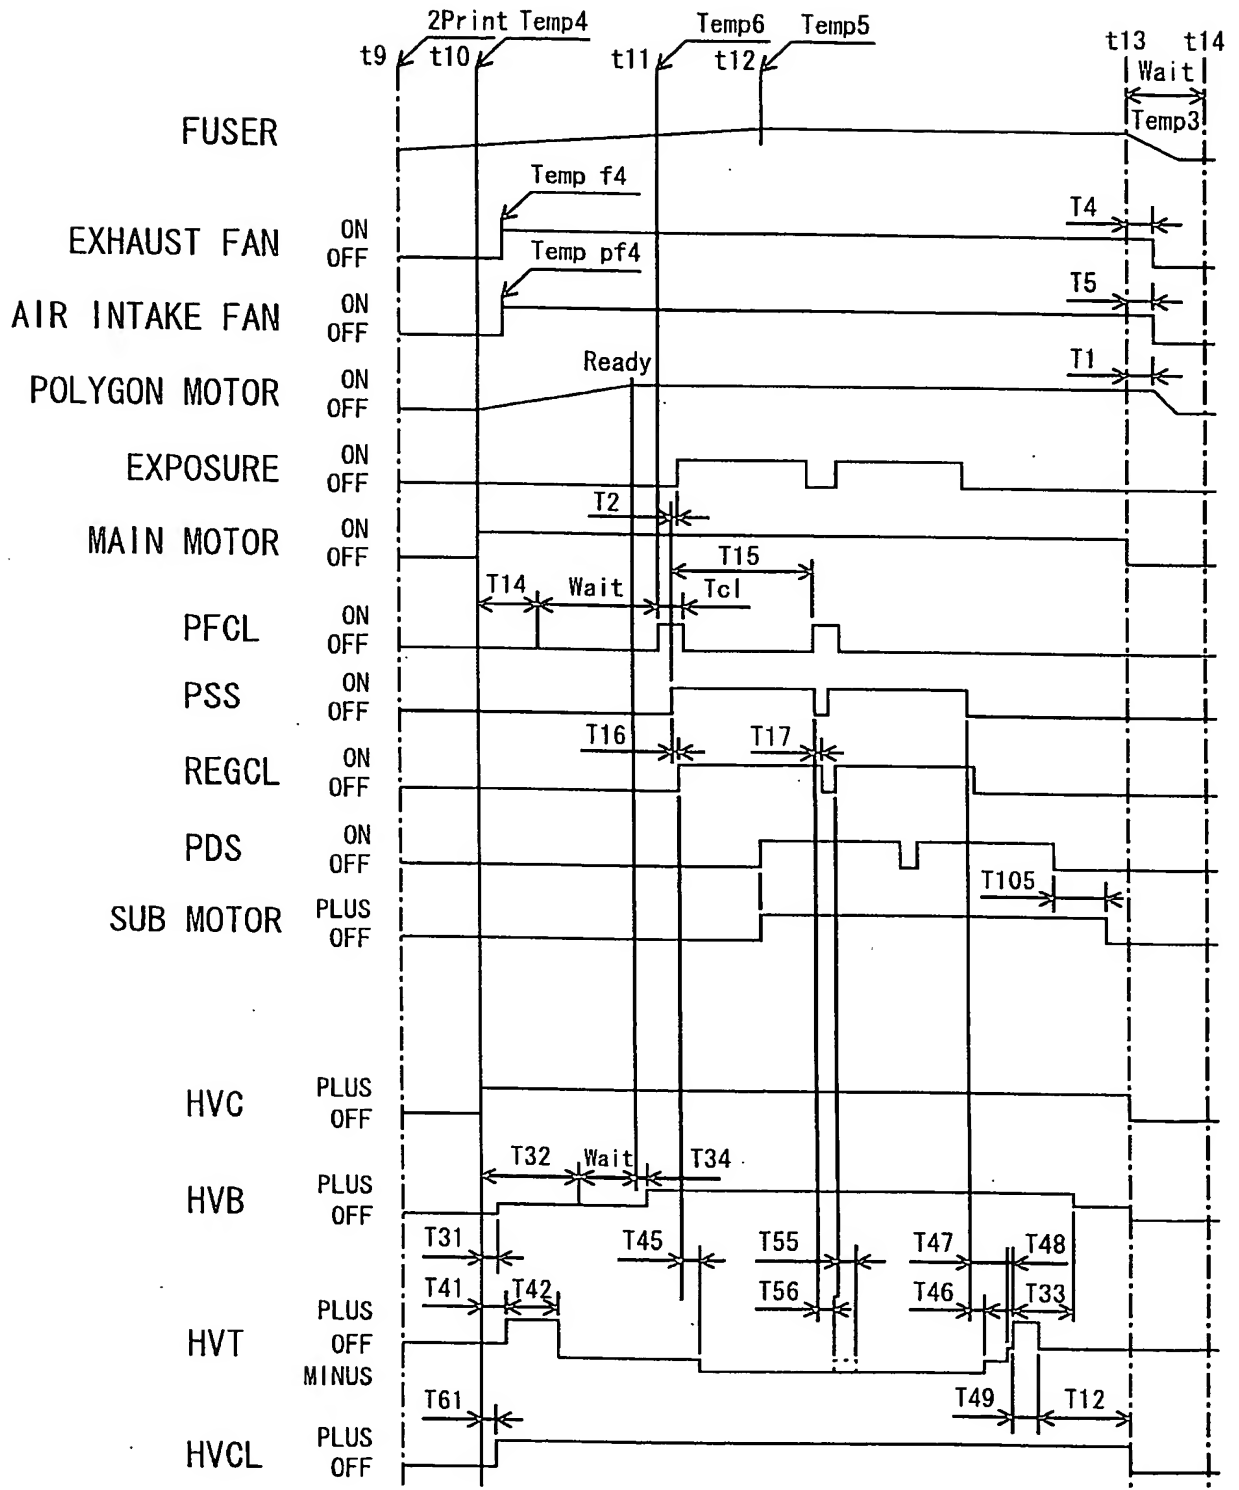 2Print Temp4 Temp6 Temp5
t9 t10 t11 t12 t13 t14
Wait
FUSER Temp3
Temp f4
EXHAUST FAN ON OFF T4
Temp pf4
AIR INTAKE FAN ON OFF T5
Ready
POLYGON MOTOR ON OFF T1
EXPOSURE ON OFF
T2
MAIN MOTOR ON OFF
T15
T14 Wait Tcl
PFCL ON OFF
PSS ON OFF
T16 T17
REGCL ON OFF
PDS ON OFF
T105
SUB MOTOR PLUS OFF
HVC PLUS OFF
T32 Wait T34
HVB PLUS OFF
T31 T45 T55 T47 T48
T41 T42 T56 T46 T33
HVT PLUS OFF MINUS
T61 T49 T12
HVCL PLUS OFF